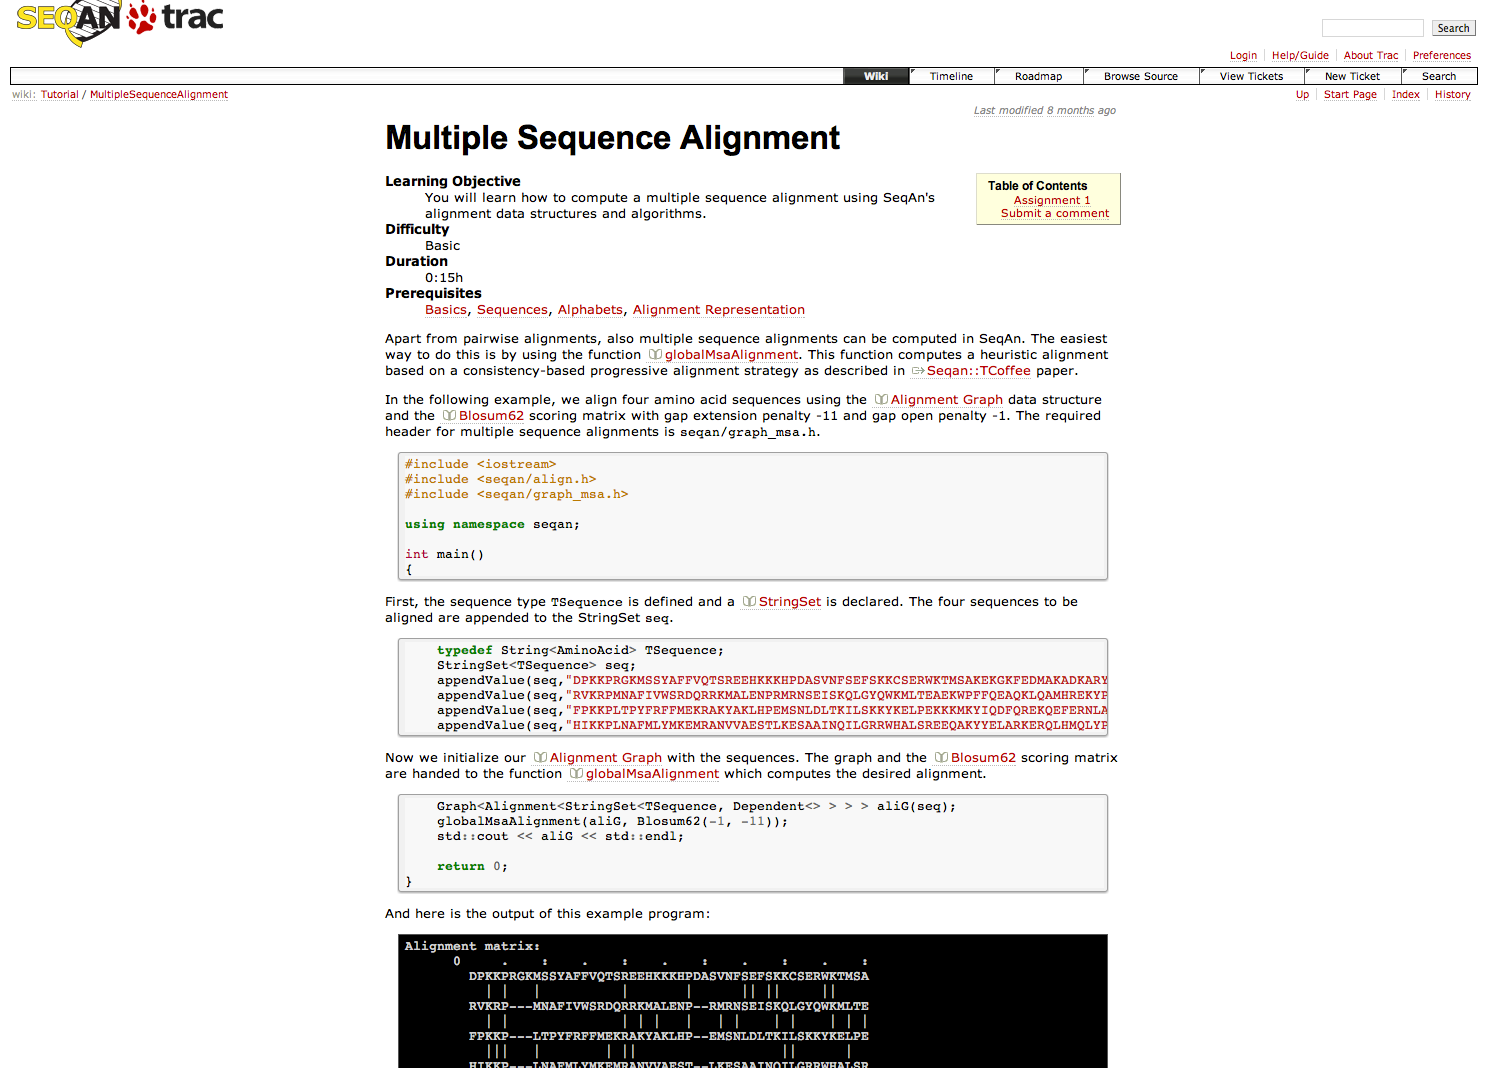 SEQAN trac
Search
Login Help/Guide About Trac Preferences
Wiki Timeline Roadmap Browse Source View Tickets New Ticket Search
wiki: Tutorial / MultipleSequenceAlignment
Up Start Page Index History
Last modified 8 months ago
Multiple Sequence Alignment
Learning Objective
You will learn how to compute a multiple sequence alignment using SeqAn's
alignment data structures and algorithms.
Difficulty
Basic
Duration
0:15h
Prerequisites
Basics, Sequences, Alphabets, Alignment Representation
Table of Contents
Assignment 1
Submit a comment
Apart from pairwise alignments, also multiple sequence alignments can be computed in SeqAn. The easiest
way to do this is by using the function globalMsaAlignment. This function computes a heuristic alignment
based on a consistency-based progressive alignment strategy as described in Seqan::TCoffee paper.
In the following example, we align four amino acid sequences using the Alignment Graph data structure
and the Blosum62 scoring matrix with gap extension penalty -11 and gap open penalty -1. The required
header for multiple sequence alignments is seqan/graph_msa.h.
#include <iostream>
#include <seqan/align.h>
#include <seqan/graph_msa.h>
using namespace seqan;
int main()
{
First, the sequence type TSequence is defined and a StringSet is declared. The four sequences to be
aligned are appended to the StringSet seq.
typedef String<AminoAcid> TSequence;
StringSet<TSequence> seq;
appendValue(seq,"DPKKPRGKMSSYAFFVQTSREEHKKKHPDASVNFSEFSKKCSERWKTMSAKEKGKFEDMAKADKARY
appendValue(seq,"RVKRPMNAFIVWSRDQRRKMALENPRMRNSEISKQLGYQWKMLTEAEKWPFFQEAQKLQAMHREKYP
appendValue(seq,"FPKKPLTPYFRFFMEKRAKYAKLHPEMSNLDLTKILSKKYKELPEKKKMKYIQDFQREKQEFERNLA
appendValue(seq,"HIKKPLNAFMLYMKEMRANVVAESTLKESAAINQILGRRWHALSREEQAKYYELARKERQLHMQLYP
Now we initialize our Alignment Graph with the sequences. The graph and the Blosum62 scoring matrix
are handed to the function globalMsaAlignment which computes the desired alignment.
Graph<Alignment<StringSet<TSequence, Dependent<> > > > aliG(seq);
globalMsaAlignment(aliG, Blosum62(-1, -11));
std::cout << aliG << std::endl;
return 0;
}
And here is the output of this example program:
Alignment matrix:
0 . : . : . : . : . :
DPKKPRGKMSSYAFFVQTSREEHKKKHPDASVNFSEFSKKCSERWKTMSA
| | | | | || || ||
RVKRP---MNAFIVWSRDQRRKMALENP--RMRNSEISKQLGYQWKMLTE
| | | | | | | | | | | | |
FPKKP---LTPYFRFFMEKRAKYAKLHP--EMSNLDLTKILSKKYKELPE
||| | | || || |
HIKKP---LNAFMLYMKEMRANVVAEST--LKESAAINQILGRRWHALSR